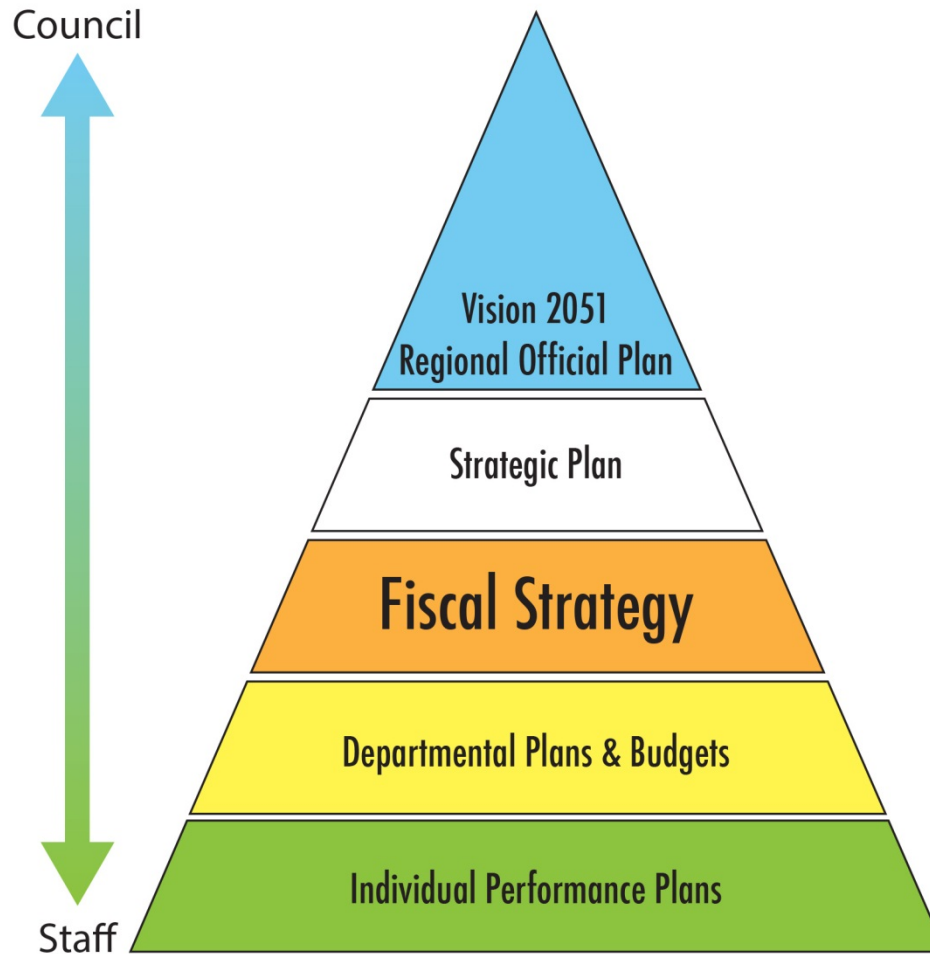 Council
Vision 2051
Regional Official Plan
Strategic Plan
Fiscal Strategy
Departmental Plans & Budgets
Individual Performance Plans
Staff